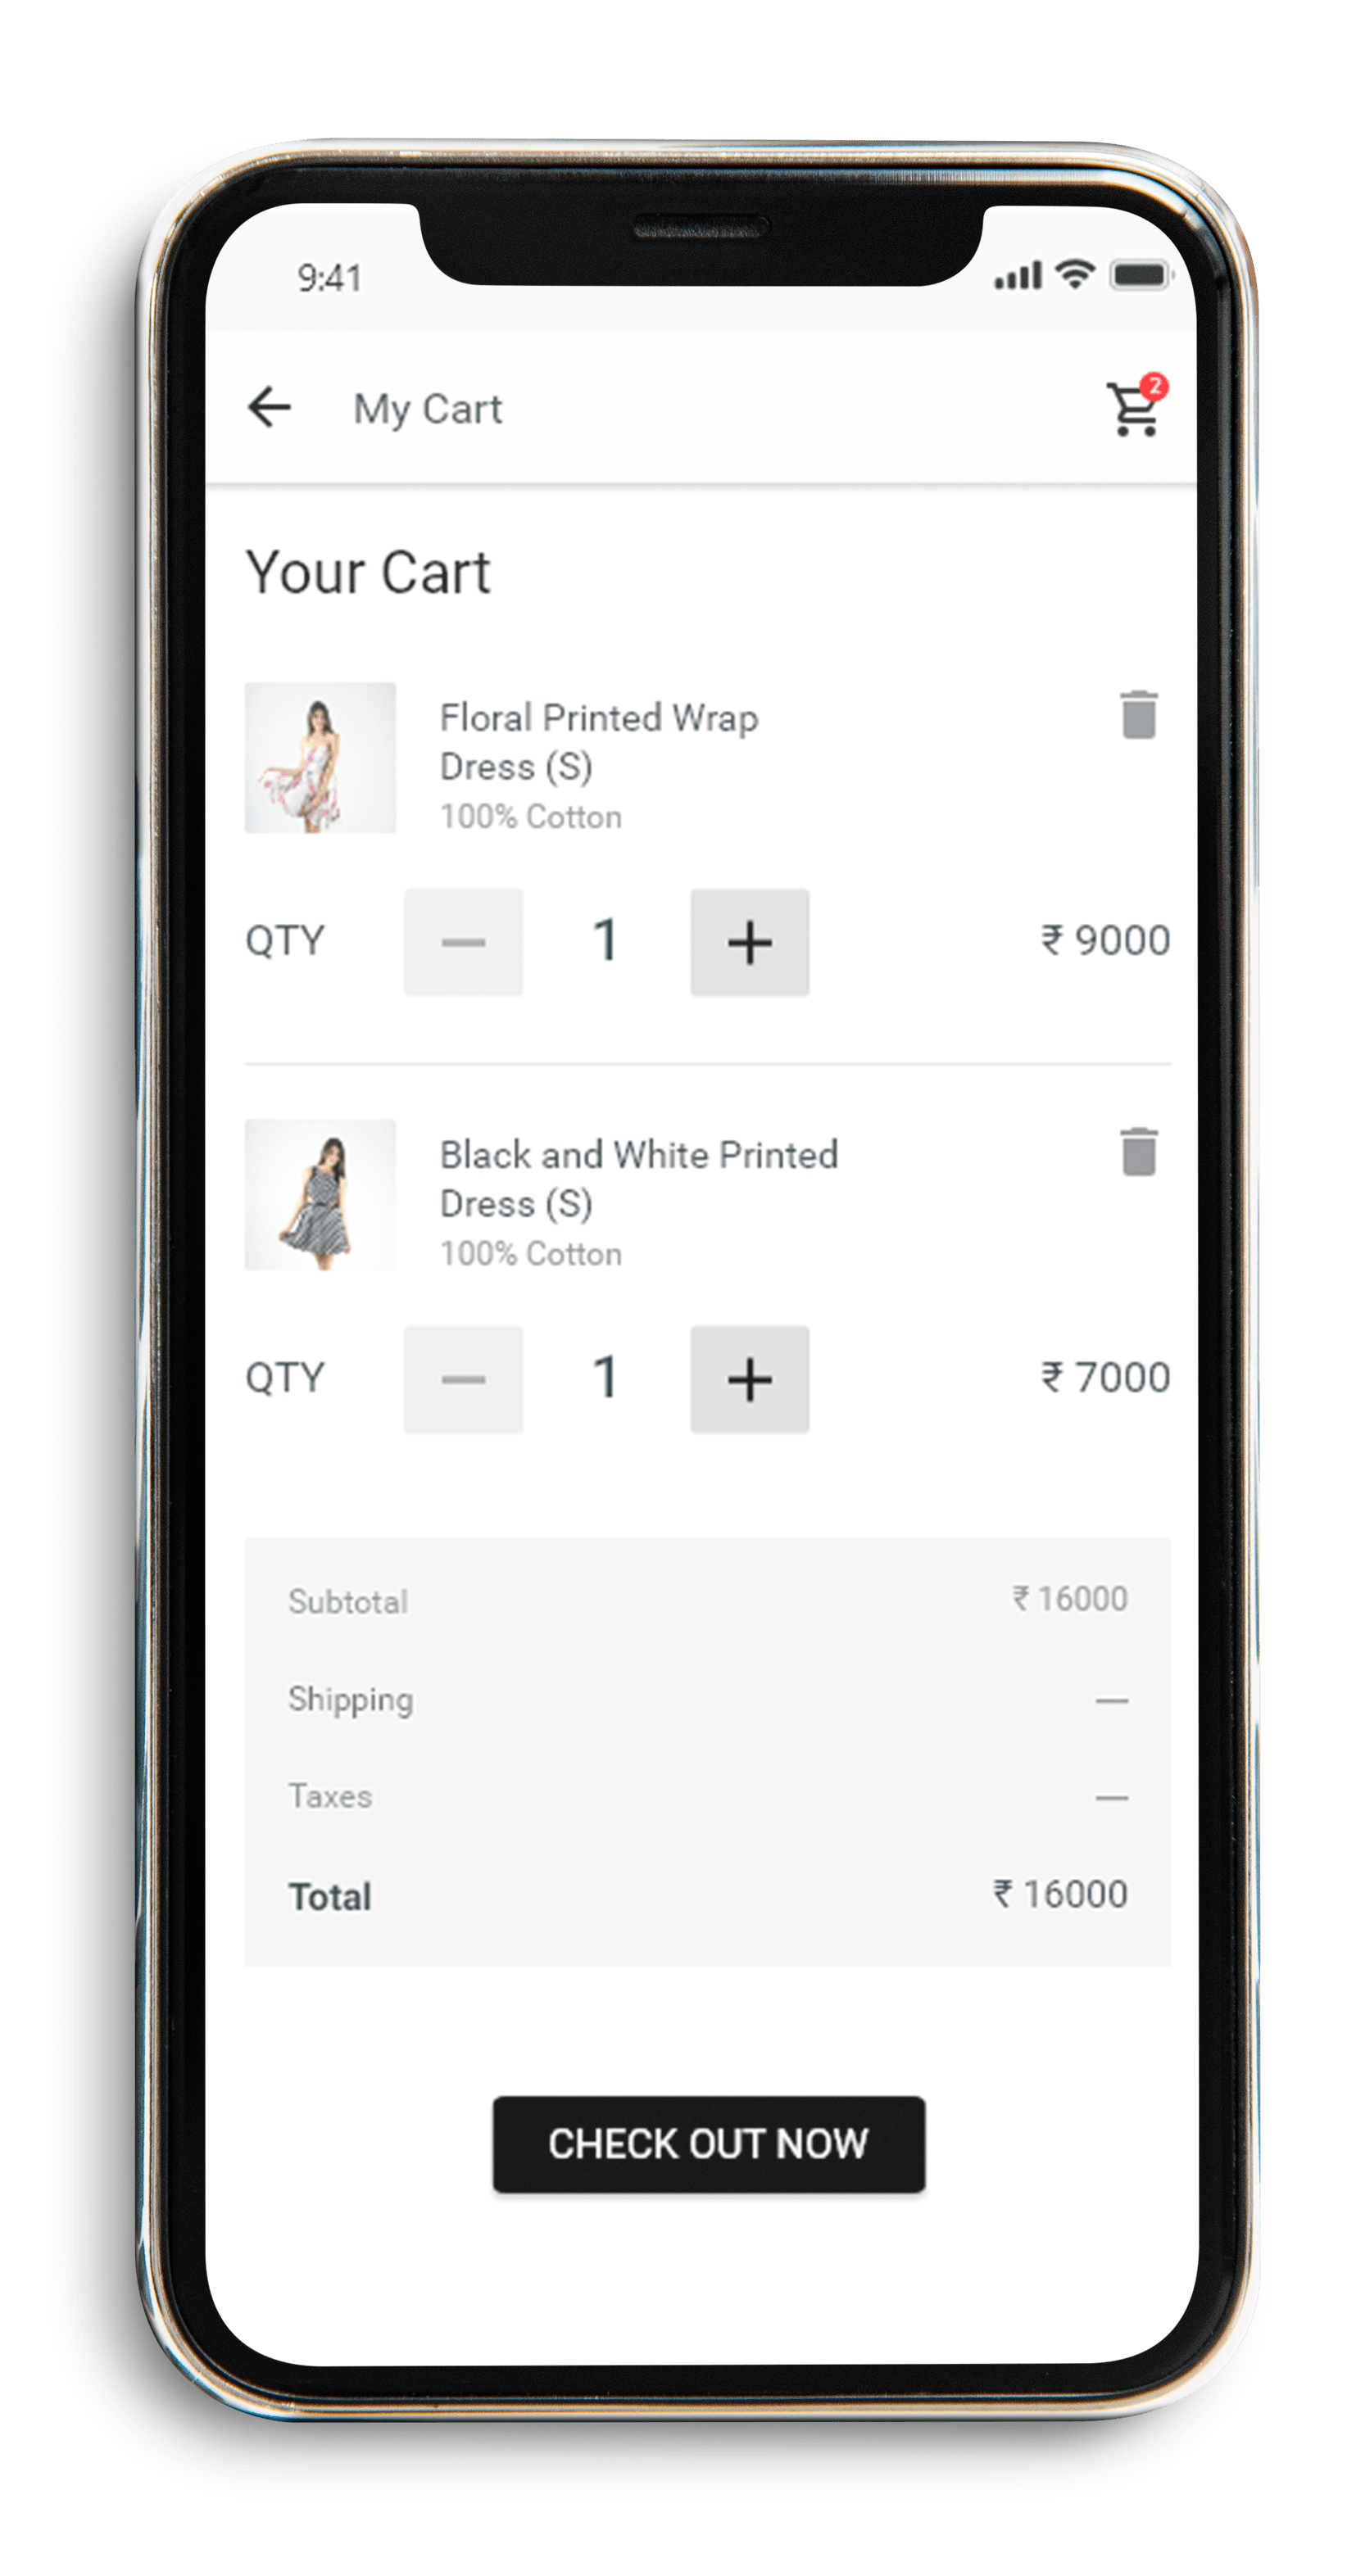 9:41
My Cart
2
Your Cart
Floral Printed Wrap
Dress (S)
100% Cotton
QTY
1
₹ 9000
Black and White Printed
Dress (S)
100% Cotton
QTY
1
₹ 7000
Subtotal ₹ 16000
Shipping —
Taxes —
Total ₹ 16000
CHECK OUT NOW